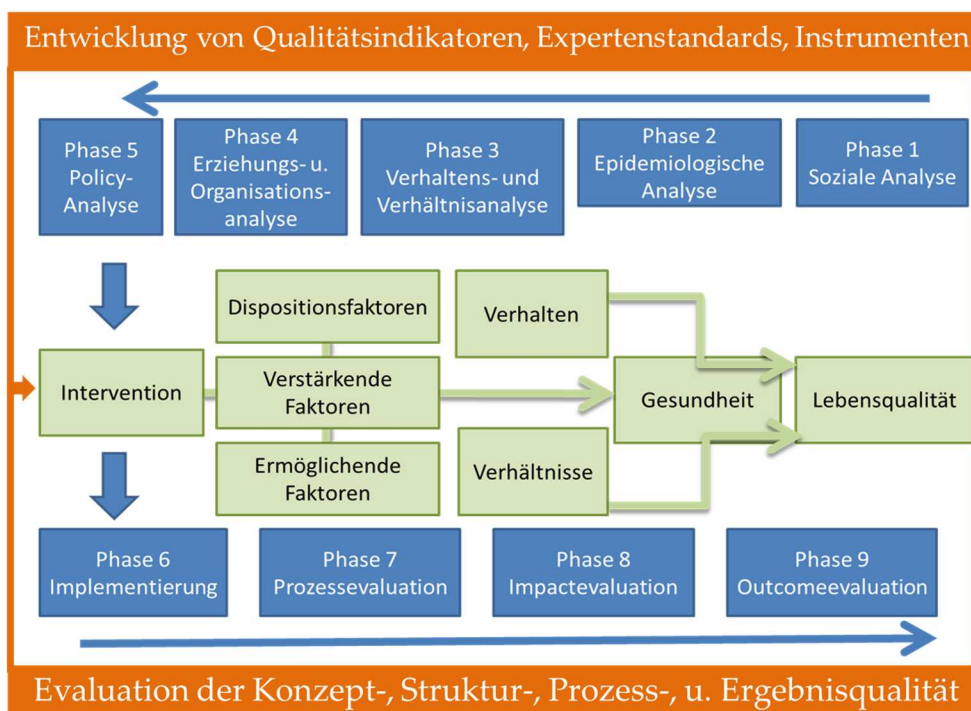 Entwicklung von Qualitätsindikatoren, Expertenstandards, Instrumenten
Phase 5
Policy-
Analyse
Phase 4
Erziehungs- u.
Organisations-
analyse
Phase 3
Verhaltens- und
Verhältnisanalyse
Phase 2
Epidemiologische
Analyse
Phase 1
Soziale Analyse
Dispositionsfaktoren
Verhalten
Intervention
Verstärkende
Faktoren
Gesundheit
Lebensqualität
Ermöglichende
Faktoren
Verhältnisse
Phase 6
Implementierung
Phase 7
Prozessevaluation
Phase 8
Impactevaluation
Phase 9
Outcomeevaluation
Evaluation der Konzept-, Struktur-, Prozess-, u. Ergebnisqualität